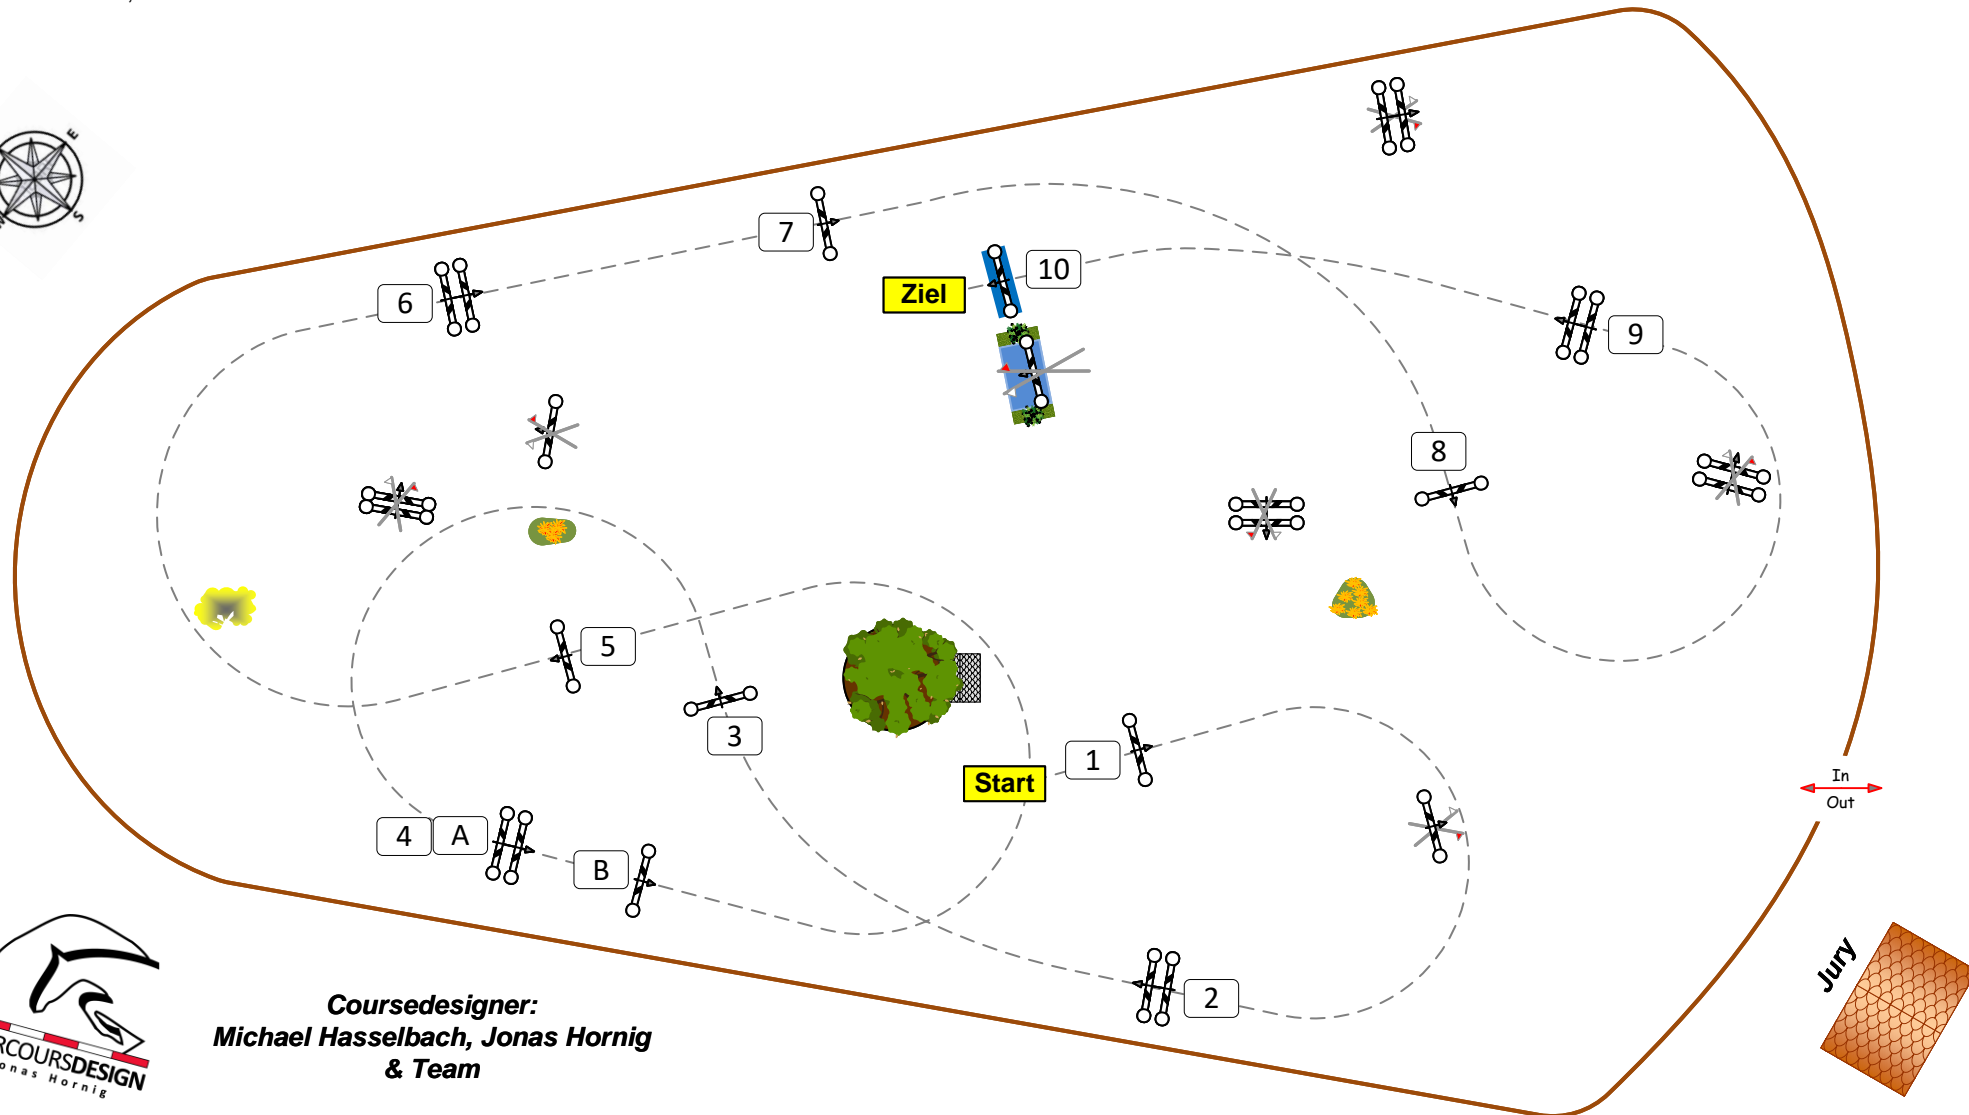 E
S
7
6
10
Ziel
9
8
5
3
1
Start
In
Out
4 A
B
2
Jury
Coursedesigner:
Michael Hasselbach, Jonas Hornig
& Team
RCOURSDESIGN
onas Hornig